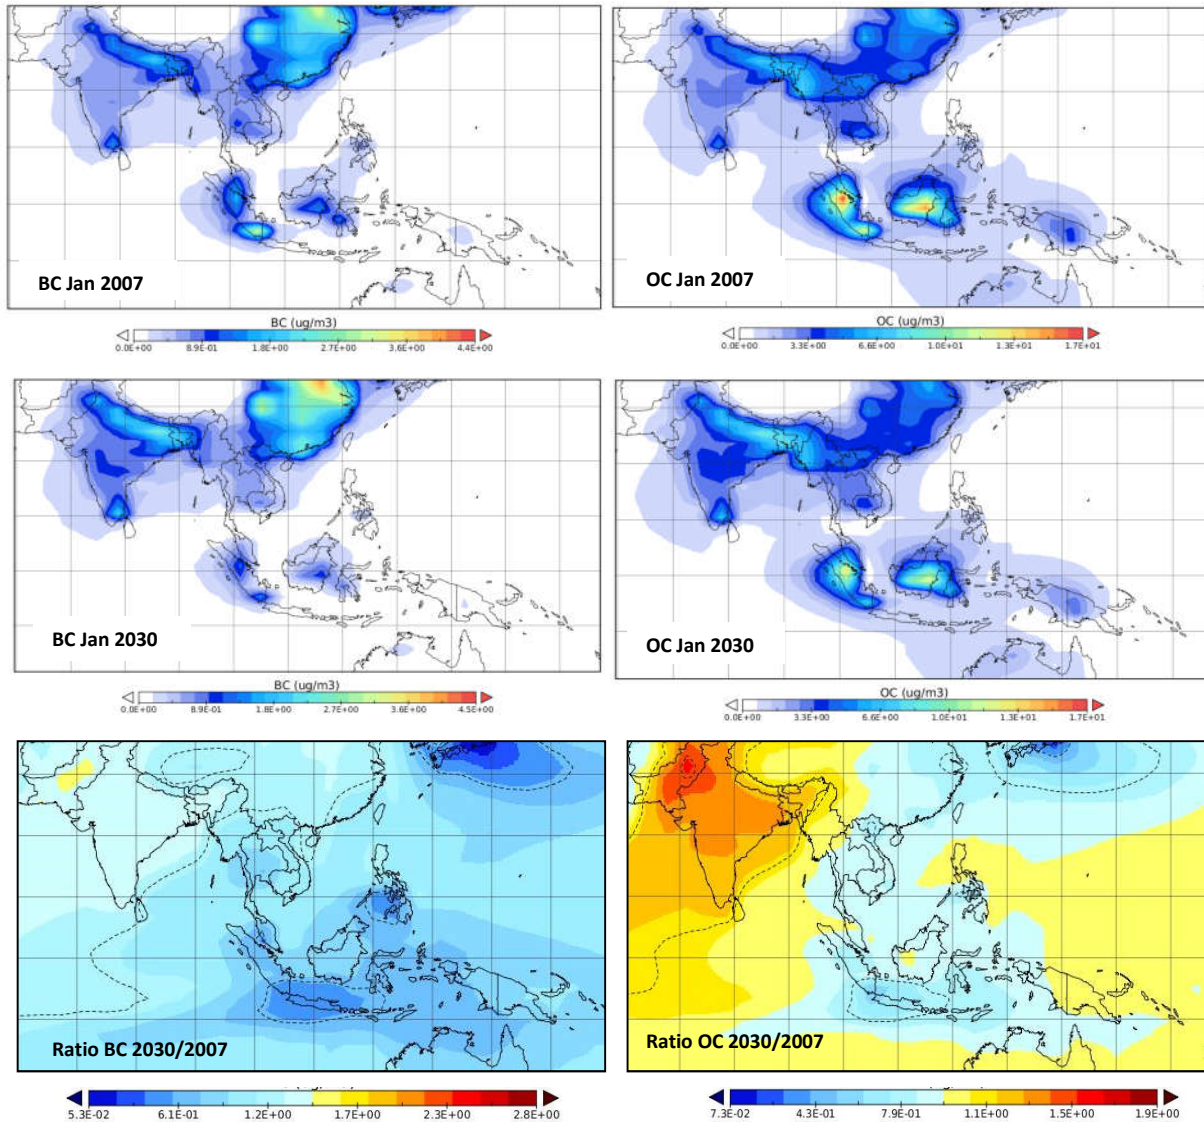 BC Jan 2007
OC Jan 2007
BC (ug/m3)
0.0E+00 8.9E-01 1.8E+00 2.7E+00 3.6E+00 4.4E+00
OC (ug/m3)
0.0E+00 3.3E+00 6.6E+00 1.0E+01 1.3E+01 1.7E+01
BC Jan 2030
OC Jan 2030
BC (ug/m3)
0.0E+00 8.9E-01 1.8E+00 2.7E+00 3.6E+00 4.5E+00
OC (ug/m3)
0.0E+00 3.3E+00 6.6E+00 1.0E+01 1.3E+01 1.7E+01
Ratio BC 2030/2007
Ratio OC 2030/2007
5.3E-02 6.1E-01 1.2E+00 1.7E+00 2.3E+00 2.8E+00
7.3E-02 4.3E-01 7.9E-01 1.1E+00 1.5E+00 1.9E+00